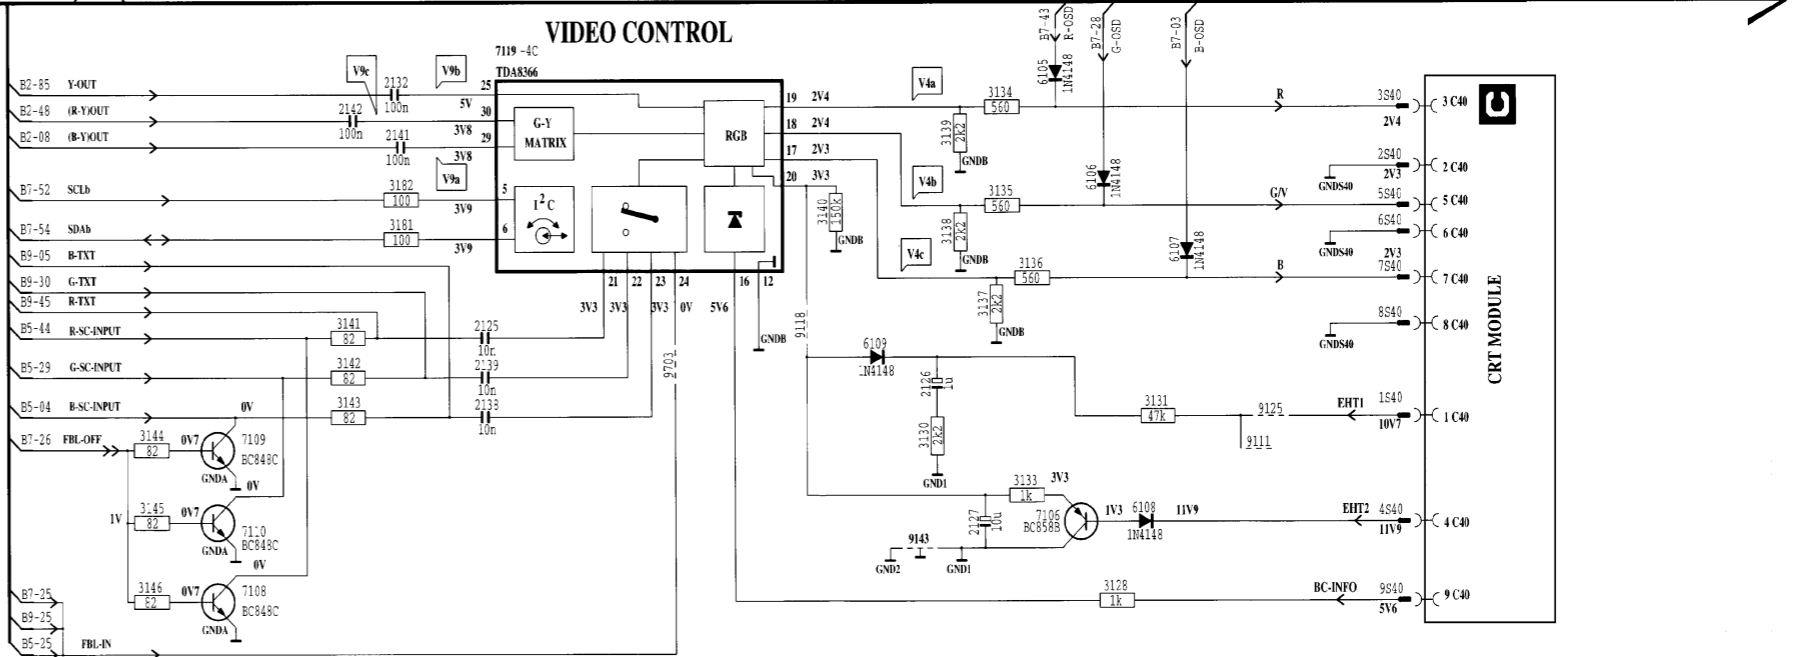 VIDEO CONTROL
7119 -4C
TDA8366
B2-85 Y-OUT
B2-48 (R-Y)OUT
B2-08 (B-Y)OUT
B7-52 SCLb
B7-54 SDAb
B9-05 B-TXT
B9-30 G-TXT
B9-45 R-TXT
B5-44 R-SC-INPUT
B5-29 G-SC-INPUT
B5-04 B-SC-INPUT
B7-26 FBL-OFF
B7-25
B9-25
B5-25 FBL-IN
V9c
V9b
V9a
2132
100n
2142
100n
2141
100n
3182
100
3181
100
25
5V
30
3V8
29
3V8
5
3V9
6
3V9
G-Y
MATRIX
RGB
I2C
21
22
23
24
16
12
3V3
3V3
3V3
0V
5V6
GNDB
19 2V4
18 2V4
17 2V3
20 3V3
3141
82
3142
82
3143
82
2125
10n
2139
10n
2133
10n
9703
9118
3144
82
0V7
7109
BC848C
0V
GNDA
1V
3145
82
0V7
7110
BC848C
0V
GNDA
3146
82
0V7
7108
BC848C
0V
GNDA
V4a
V4b
V4c
3134
560
3139
2k2
GNDB
3135
560
3138
2k2
GNDB
3136
560
3137
2k2
GNDB
3140
150k
GNDB
B7-43
R-OSD
B7-28
G-OSD
B7-03
B-OSD
6105
1N4148
6106
1N4148
6107
1N4148
R
G/V
B
6109
1N4148
2126
1u
3130
2k2
GND1
3131
47k
9125
9111
EHT1
3133
1k
3V3
2127
10u
7106
BC858B
1V3
6108
1N4148
11V9
EHT2
9143
GND2
GND1
3128
1k
BC-INFO
3S40
2V4
2S40
2V3
GNDS40
5S40
6S40
GNDS40
2V3
7S40
8S40
GNDS40
1S40
10V7
4S40
11V9
9S40
5V6
3 C40
2 C40
5 C40
6 C40
7 C40
8 C40
1 C40
4 C40
9 C40
C
CRT MODULE